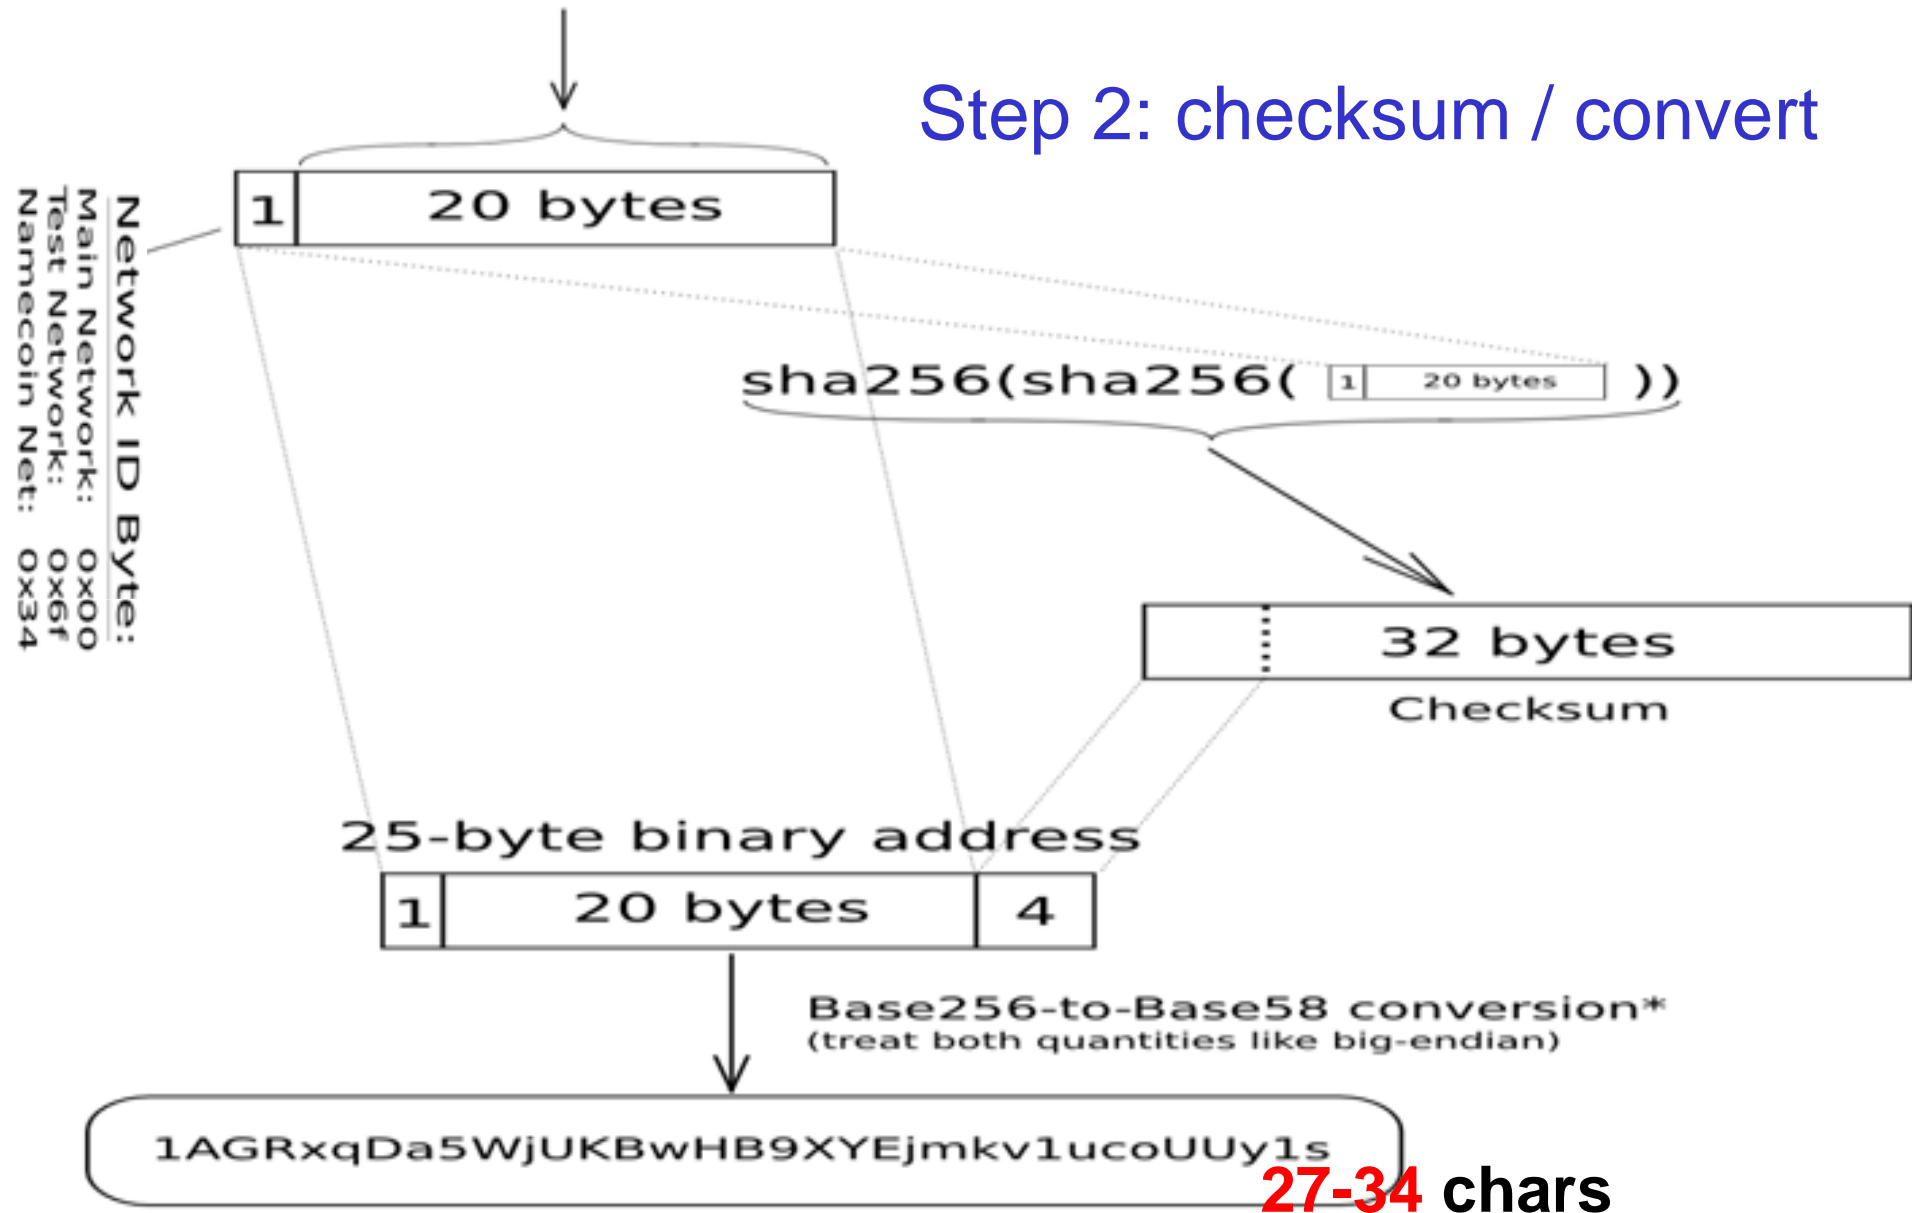 Step 2: checksum / convert
1 20 bytes
Network ID Byte:
Main Network: 0x00
Test Network: 0x6f
Namecoin Net: 0x34
sha256(sha256( 1 20 bytes ))
32 bytes
Checksum
25-byte binary address
1 20 bytes 4
Base256-to-Base58 conversion*
(treat both quantities like big-endian)
1AGRxqDa5WjUKBwHB9XYEjmkv1ucoUUy1s
27-34 chars